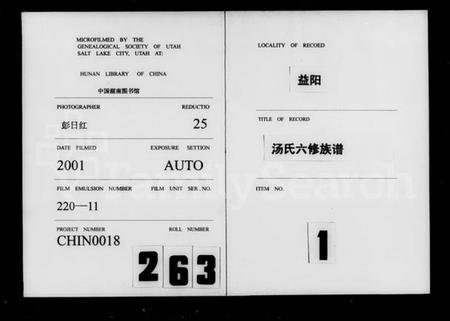 MICROFILMED BY THE
GENEALOGICAL SOCIETY OF UTAH
SALT LAKE CITY, UTAH AT:
HUNAN LIBRARY OF CHINA
中国湖南图书馆
PHOTOGRAPHER REDUCTIO
彭日红 25
DATE FILMED EXPOSURE SETTION
2001 AUTO
FILM EMULSION NUMBER FILM UNIT SER. NO.
220—11
PROJECT NUMBER ROLL NUMBER
CHIN0018 263
LOCALITY OF RECOED
益阳
TITLE OF RECORD
汤氏六修族谱
ITEM NO.
1
FamilySearch